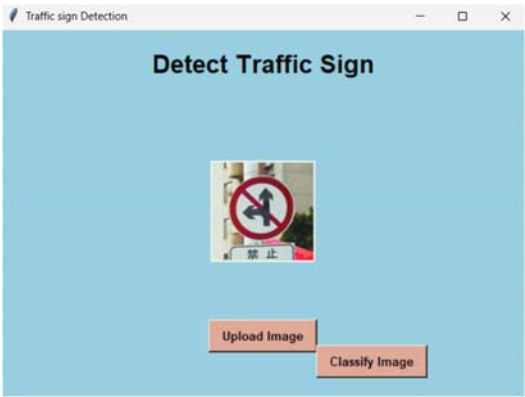 Traffic sign Detection
Detect Traffic Sign
禁 止
Upload Image
Classify Image